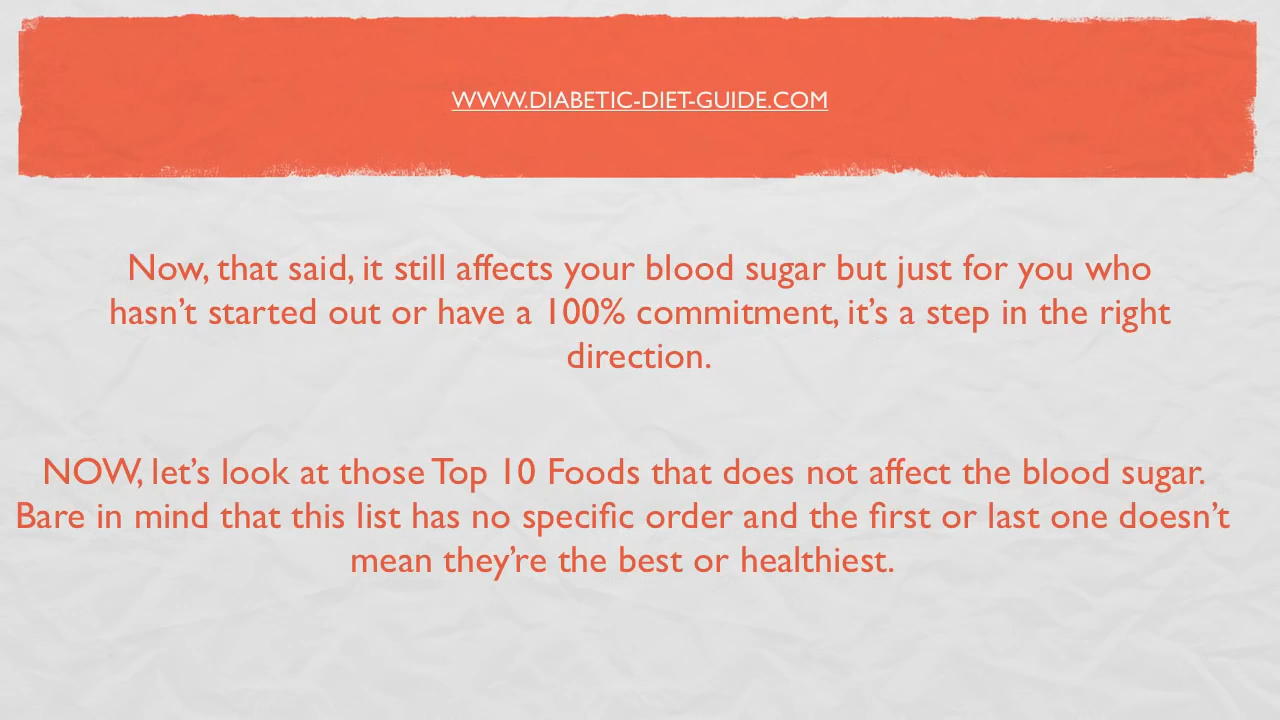 WWW.DIABETIC-DIET-GUIDE.COM
Now, that said, it still affects your blood sugar but just for you who
hasn’t started out or have a 100% commitment, it’s a step in the right
direction.
NOW, let’s look at those Top 10 Foods that does not affect the blood sugar.
Bare in mind that this list has no specific order and the first or last one doesn’t
mean they’re the best or healthiest.